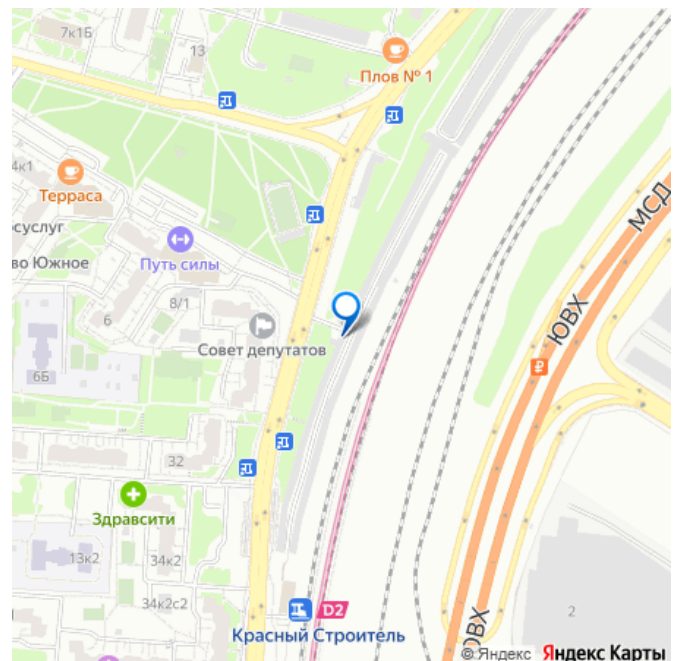 7к1Б
13
Плов № 1
4к1
Терраса
осуслуг
во Южное
Путь силы
8/1
6
Совет депутатов
6Б
32
Здравсити
13к2
34к2
34к2с2
D2
Красный Строитель
МСД
ЮВХ
₽
2
ЮВХ
© Яндекс Яндекс Карты